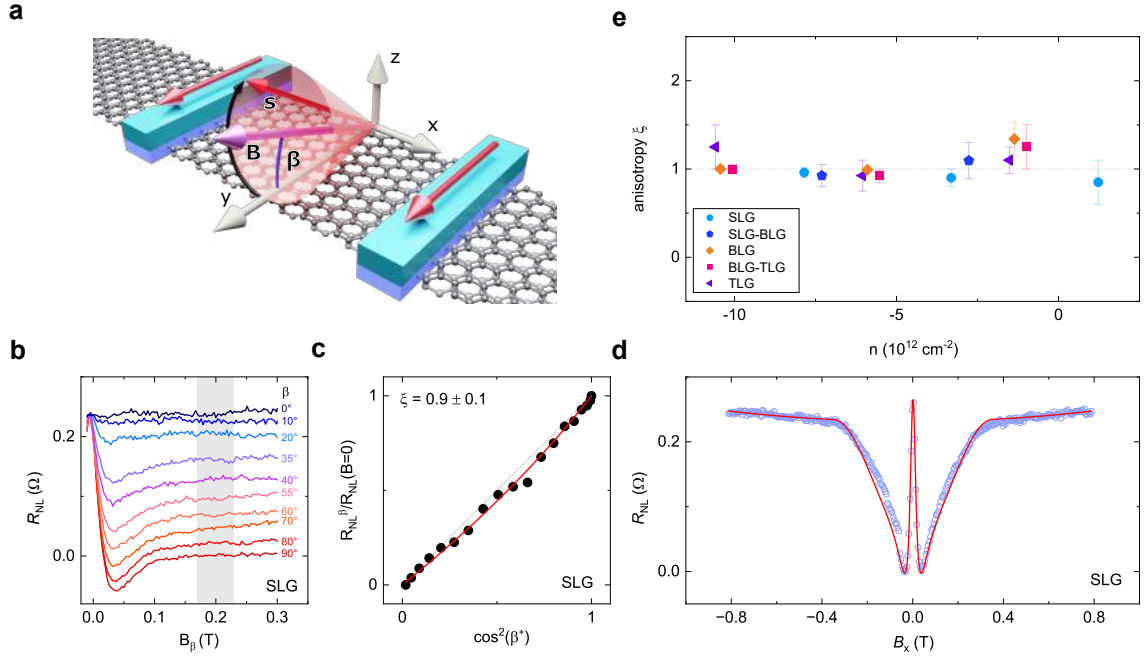 a
z
x
y
s
B
β
b
R_NL (Ω)
0.2
0.0
β
0°
10°
20°
35°
40°
55°
60°
70°
80°
90°
SLG
0.0
0.1
0.2
0.3
B_β (T)
c
R_NL^β/R_NL(B=0)
1
0
ξ = 0.9 ± 0.1
SLG
0
1
cos²(β*)
e
anisotropy ξ
2
1
0
SLG
SLG-BLG
BLG
BLG-TLG
TLG
-10
-5
0
n (10¹² cm⁻²)
d
R_NL (Ω)
0.2
0.0
SLG
−0.8
−0.4
0.0
0.4
0.8
B_x (T)